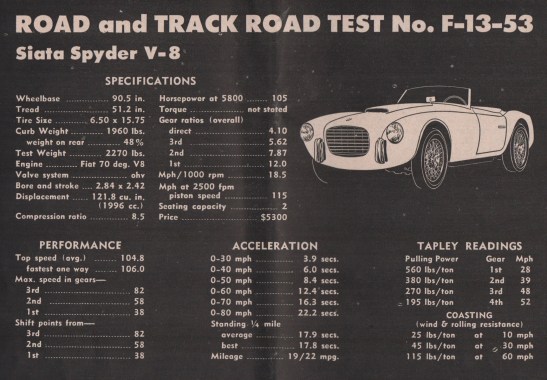 ROAD and TRACK ROAD TEST No. F-13-53
Siata Spyder V-8
SPECIFICATIONS
Wheelbase ........ 90.5 in.
Tread ........ 51.2 in.
Tire Size ........ 6.50 x 15.75
Curb Weight ........ 1960 lbs.
weight on rear ........ 48%
Test Weight ........ 2270 lbs.
Engine ........ Fiat 70 deg. V8
Valve system ........ ohv
Bore and stroke .... 2.84 x 2.42
Displacement ........ 121.8 cu. in.
(1996 cc.)
Compression ratio ........ 8.5
Horsepower at 5800 ........ 105
Torque ........ not stated
Gear ratios (overall)
direct ........ 4.10
3rd ........ 5.62
2nd ........ 7.87
1st ........ 12.0
Mph/1000 rpm ........ 18.5
Mph at 2500 fpm
piston speed ........ 115
Seating capacity ........ 2
Price ........ $5300
PERFORMANCE
Top speed (avg.) ........ 104.8
fastest one way ........ 106.0
Max. speed in gears—
3rd ........ 82
2nd ........ 58
1st ........ 38
Shift points from—
3rd ........ 82
2nd ........ 58
1st ........ 38
ACCELERATION
0-30 mph ........ 3.9 secs.
0-40 mph ........ 6.0 secs.
0-50 mph ........ 8.4 secs.
0-60 mph ........ 12.4 secs.
0-70 mph ........ 16.3 secs.
0-80 mph ........ 22.2 secs.
Standing ¼ mile
average ........ 17.9 secs.
best ........ 17.8 secs.
Mileage ........ 19/22 mpg.
TAPLEY READINGS
Pulling Power Gear Mph
560 lbs/ton 1st 28
380 lbs/ton 2nd 39
270 lbs/ton 3rd 48
195 lbs/ton 4th 52
COASTING
(wind & rolling resistance)
25 lbs/ton at 10 mph
45 lbs/ton at 30 mph
115 lbs/ton at 60 mph